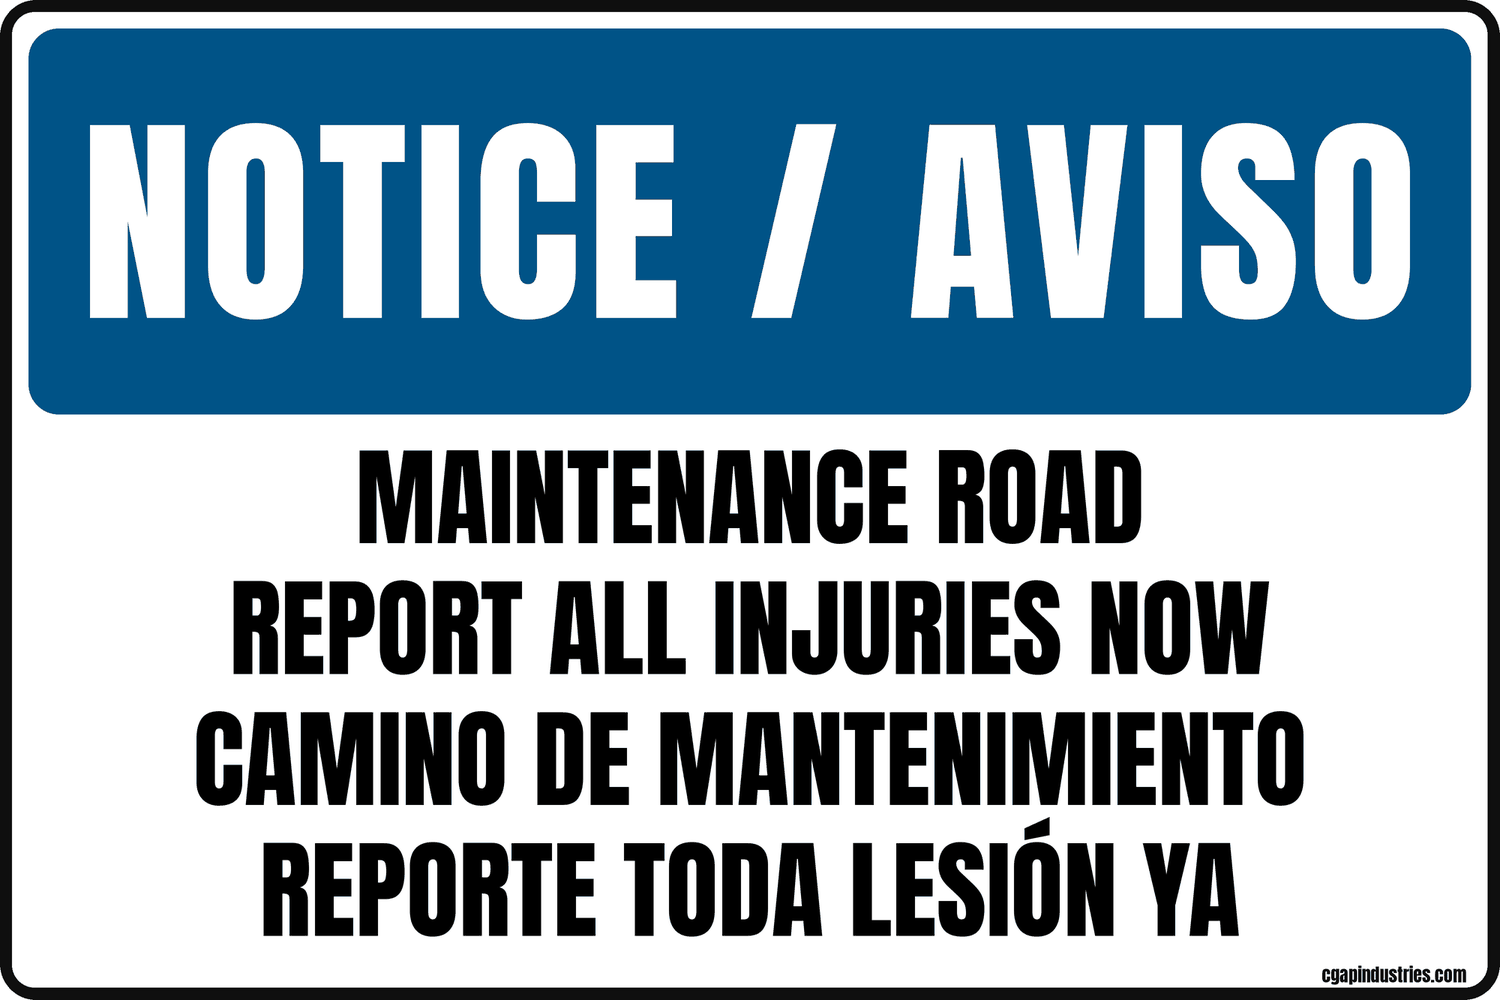 NOTICE / AVISO
MAINTENANCE ROAD
REPORT ALL INJURIES NOW
CAMINO DE MANTENIMIENTO
REPORTE TODA LESIÓN YA
cgapindustries.com